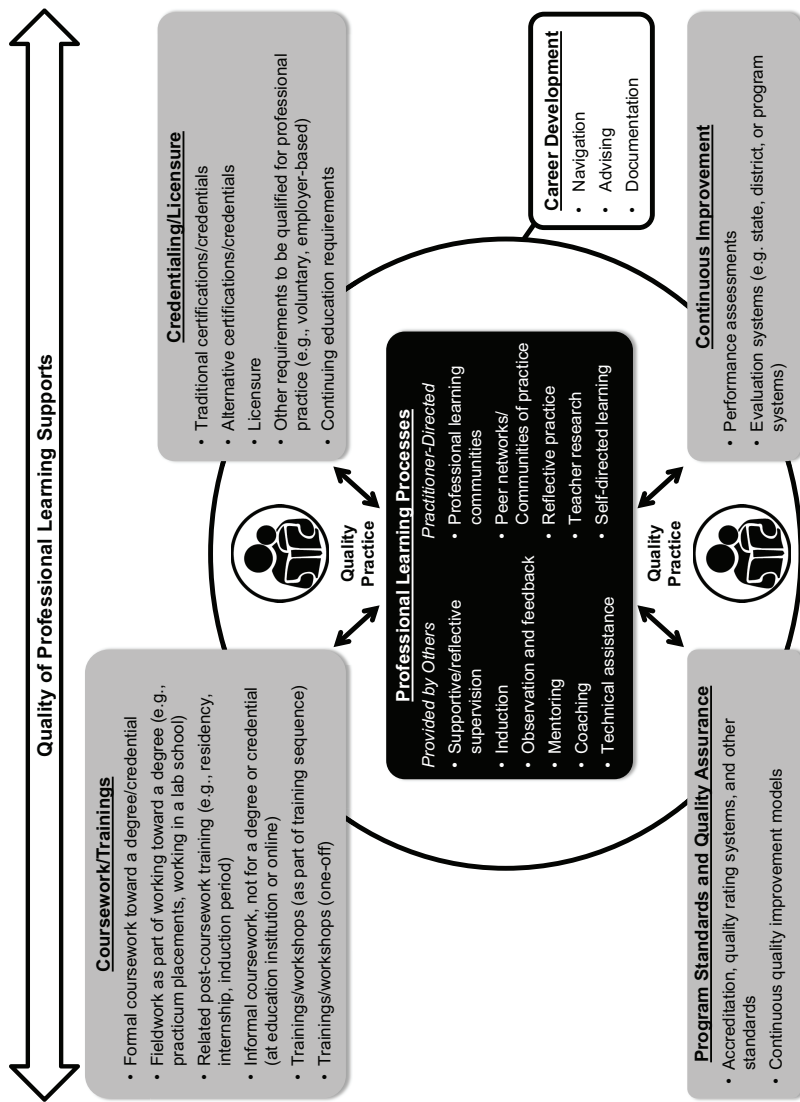 Quality of Professional Learning Supports
Coursework/Trainings
• Formal coursework toward a degree/credential
• Fieldwork as part of working toward a degree (e.g.,
practicum placements, working in a lab school)
• Related post-coursework training (e.g., residency,
internship, induction period)
• Informal coursework, not for a degree or credential
(at education institution or online)
• Trainings/workshops (as part of training sequence)
• Trainings/workshops (one-off)
Credentialing/Licensure
• Traditional certifications/credentials
• Alternative certifications/credentials
• Licensure
• Other requirements to be qualified for professional
practice (e.g., voluntary, employer-based)
• Continuing education requirements
Quality
Practice
Professional Learning Processes
Provided by Others
• Supportive/reflective
supervision
• Induction
• Observation and feedback
• Mentoring
• Coaching
• Technical assistance
Practitioner-Directed
• Professional learning
communities
• Peer networks/
Communities of practice
• Reflective practice
• Teacher research
• Self-directed learning
Career Development
• Navigation
• Advising
• Documentation
Quality
Practice
Program Standards and Quality Assurance
• Accreditation, quality rating systems, and other
standards
• Continuous quality improvement models
Continuous Improvement
• Performance assessments
• Evaluation systems (e.g. state, district, or program
systems)